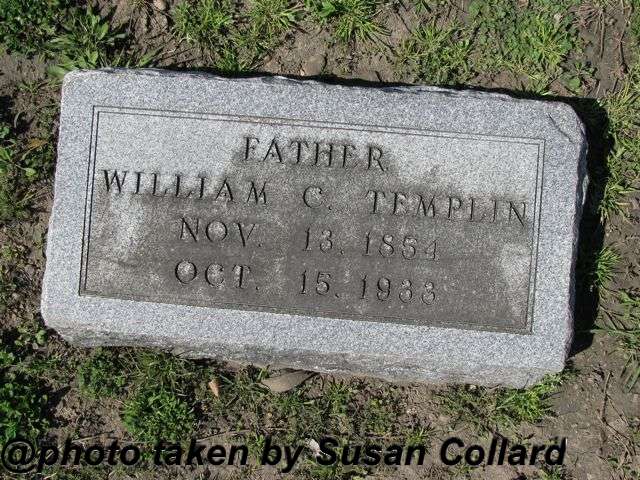 FATHER
WILLIAM C. TEMPLIN
NOV. 13. 1854
OCT. 15. 1933
@photo taken by Susan Collard